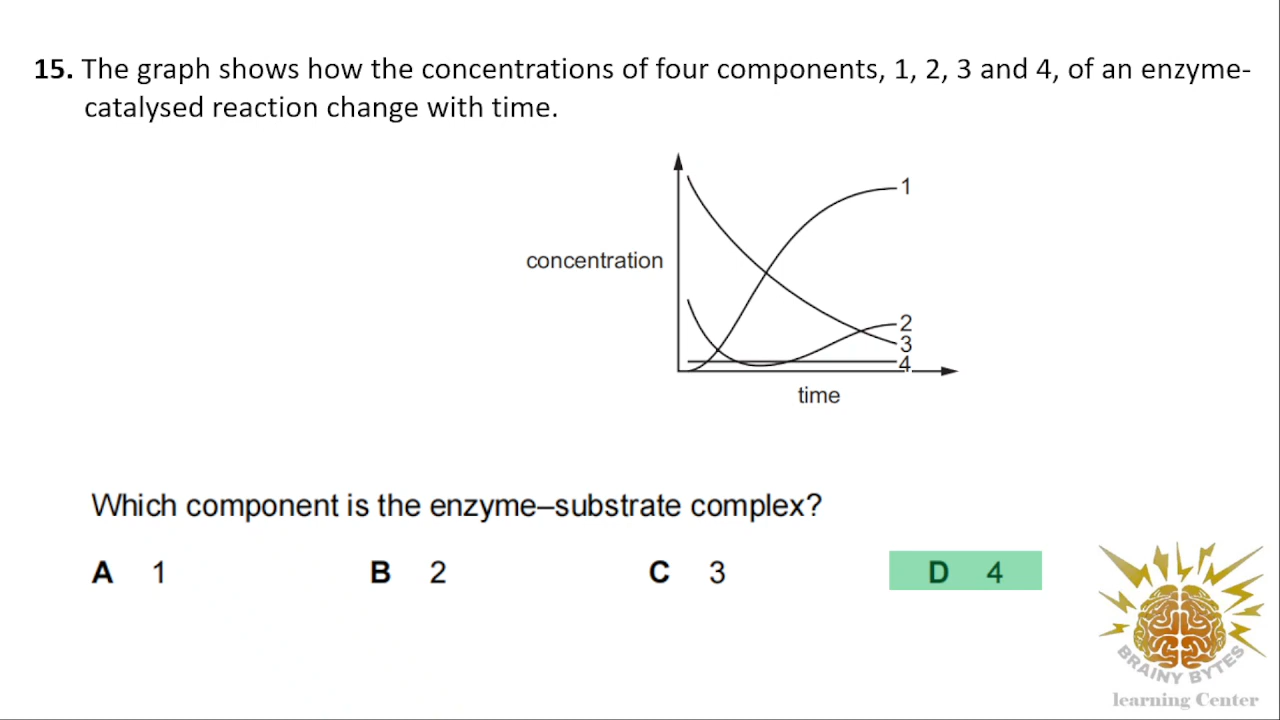 15. The graph shows how the concentrations of four components, 1, 2, 3 and 4, of an enzyme-
catalysed reaction change with time.
1
concentration
2
3
4
time
Which component is the enzyme–substrate complex?
A 1 B 2 C 3 D 4
BRAINY BYTES
learning Center